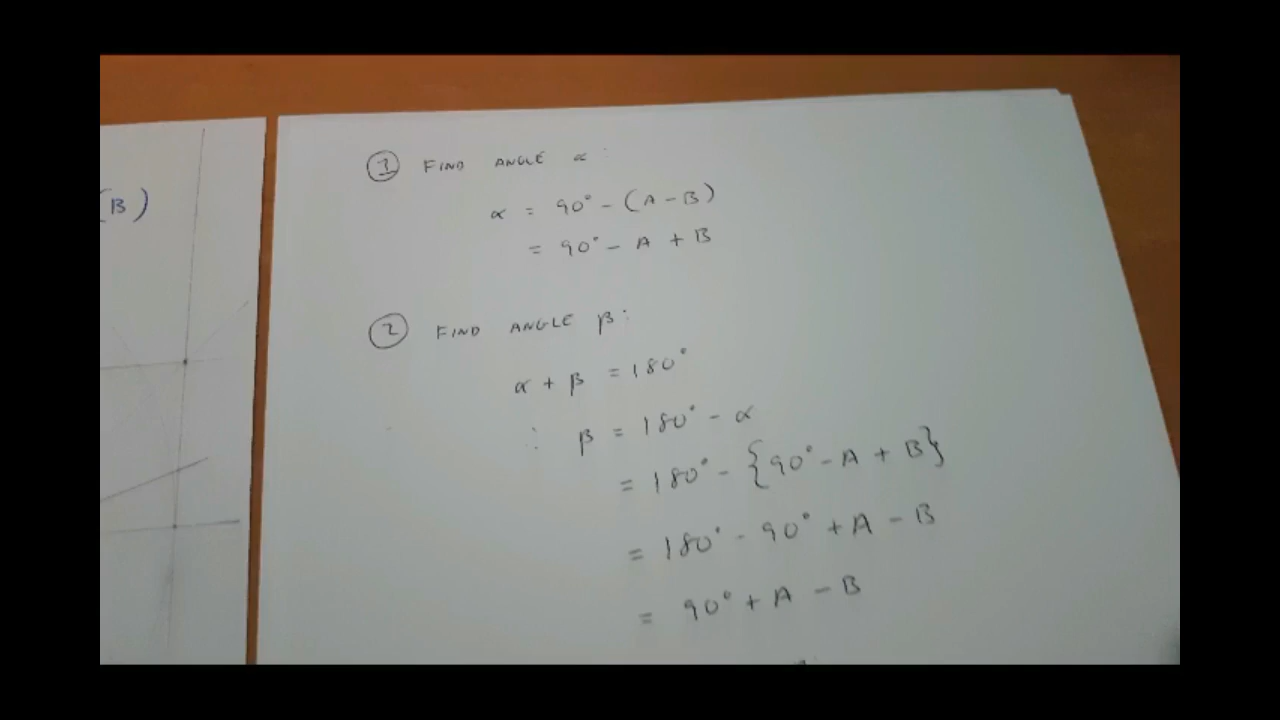 B)
① FIND ANGLE α:
α = 90° - (A - B)
= 90° - A + B
② FIND ANGLE β:
α + β = 180°
∴ β = 180° - α
= 180° - {90° - A + B}
= 180° - 90° + A - B
= 90° + A - B